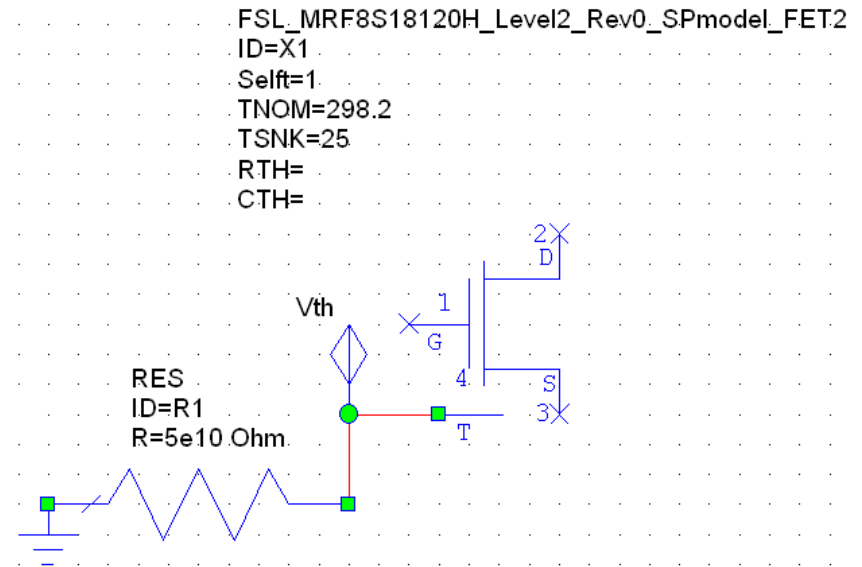 FSL_MRF8S18120H_Level2_Rev0_SPmodel_FET2
ID=X1
Selft=1
TNOM=298.2
TSNK=25
RTH=
CTH=
2
D
Vth
1
G
RES
4
S
ID=R1
3
R=5e10 Ohm
T